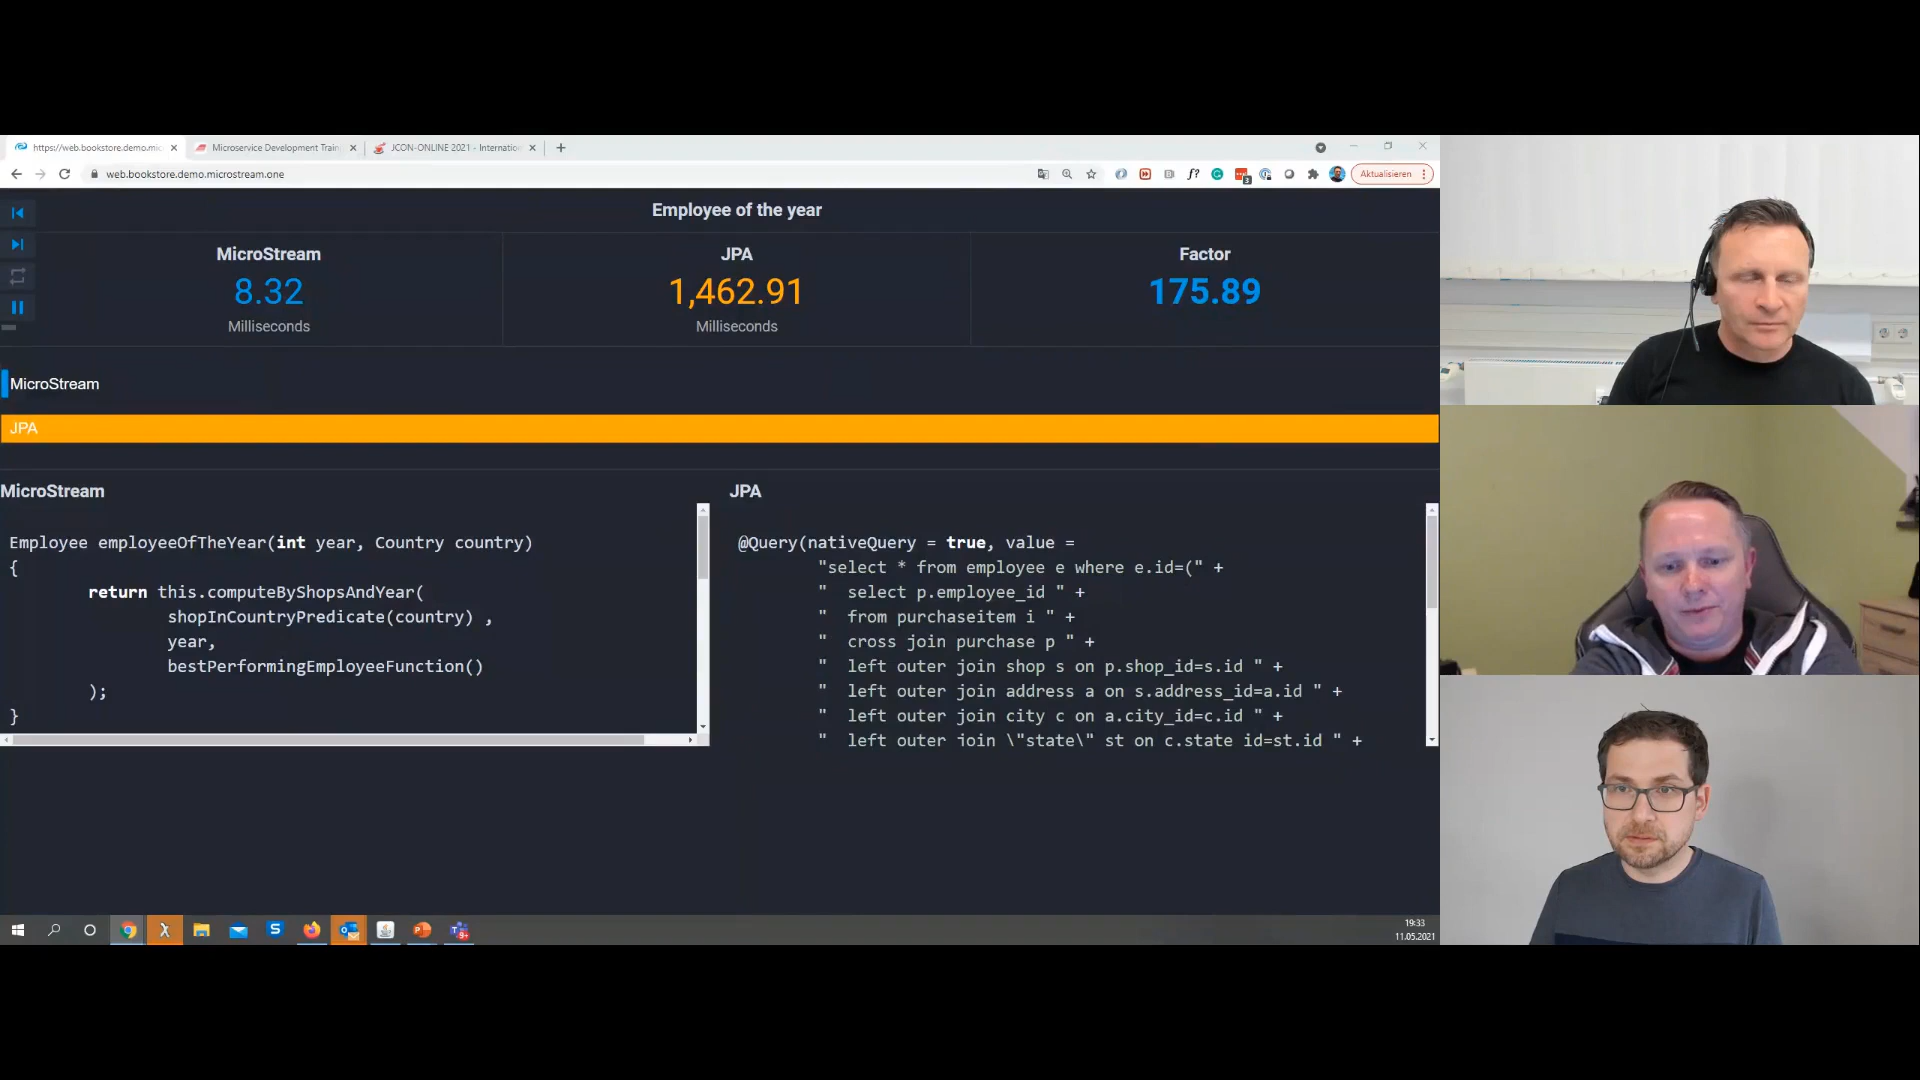 https://web.bookstore.demo.mic
Microservice Development Train
JCON-ONLINE 2021 - Internatio
web.bookstore.demo.microstream.one
Aktualisieren
Employee of the year
MicroStream
JPA
Factor
8.32
1,462.91
175.89
Milliseconds
Milliseconds
MicroStream
JPA
MicroStream
JPA
Employee employeeOfTheYear(int year, Country country)
{
return this.computeByShopsAndYear(
shopInCountryPredicate(country) ,
year,
bestPerformingEmployeeFunction()
);
}
@Query(nativeQuery = true, value =
"select * from employee e where e.id=(" +
"  select p.employee_id " +
"  from purchaseitem i " +
"  cross join purchase p " +
"  left outer join shop s on p.shop_id=s.id " +
"  left outer join address a on s.address_id=a.id " +
"  left outer join city c on a.city_id=c.id " +
"  left outer join \"state\" st on c.state id=st.id " +
19:33
11.05.2021